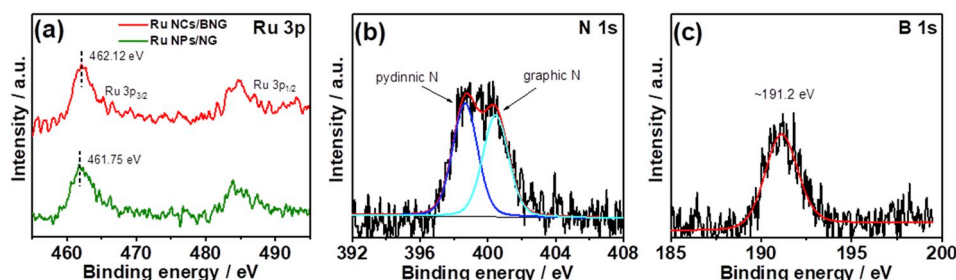 (a)
Ru NCs/BNG
Ru NPs/NG
Ru 3p
462.12 eV
Ru 3p3/2
Ru 3p1/2
461.75 eV
Intensity / a.u.
460 470 480 490
Binding energy / eV
(b)
N 1s
pydinnic N
graphic N
Intensity / a.u.
392 396 400 404 408
Binding energy / eV
(c)
B 1s
~191.2 eV
Intensity / a.u.
185 190 195 200
Binding energy / eV